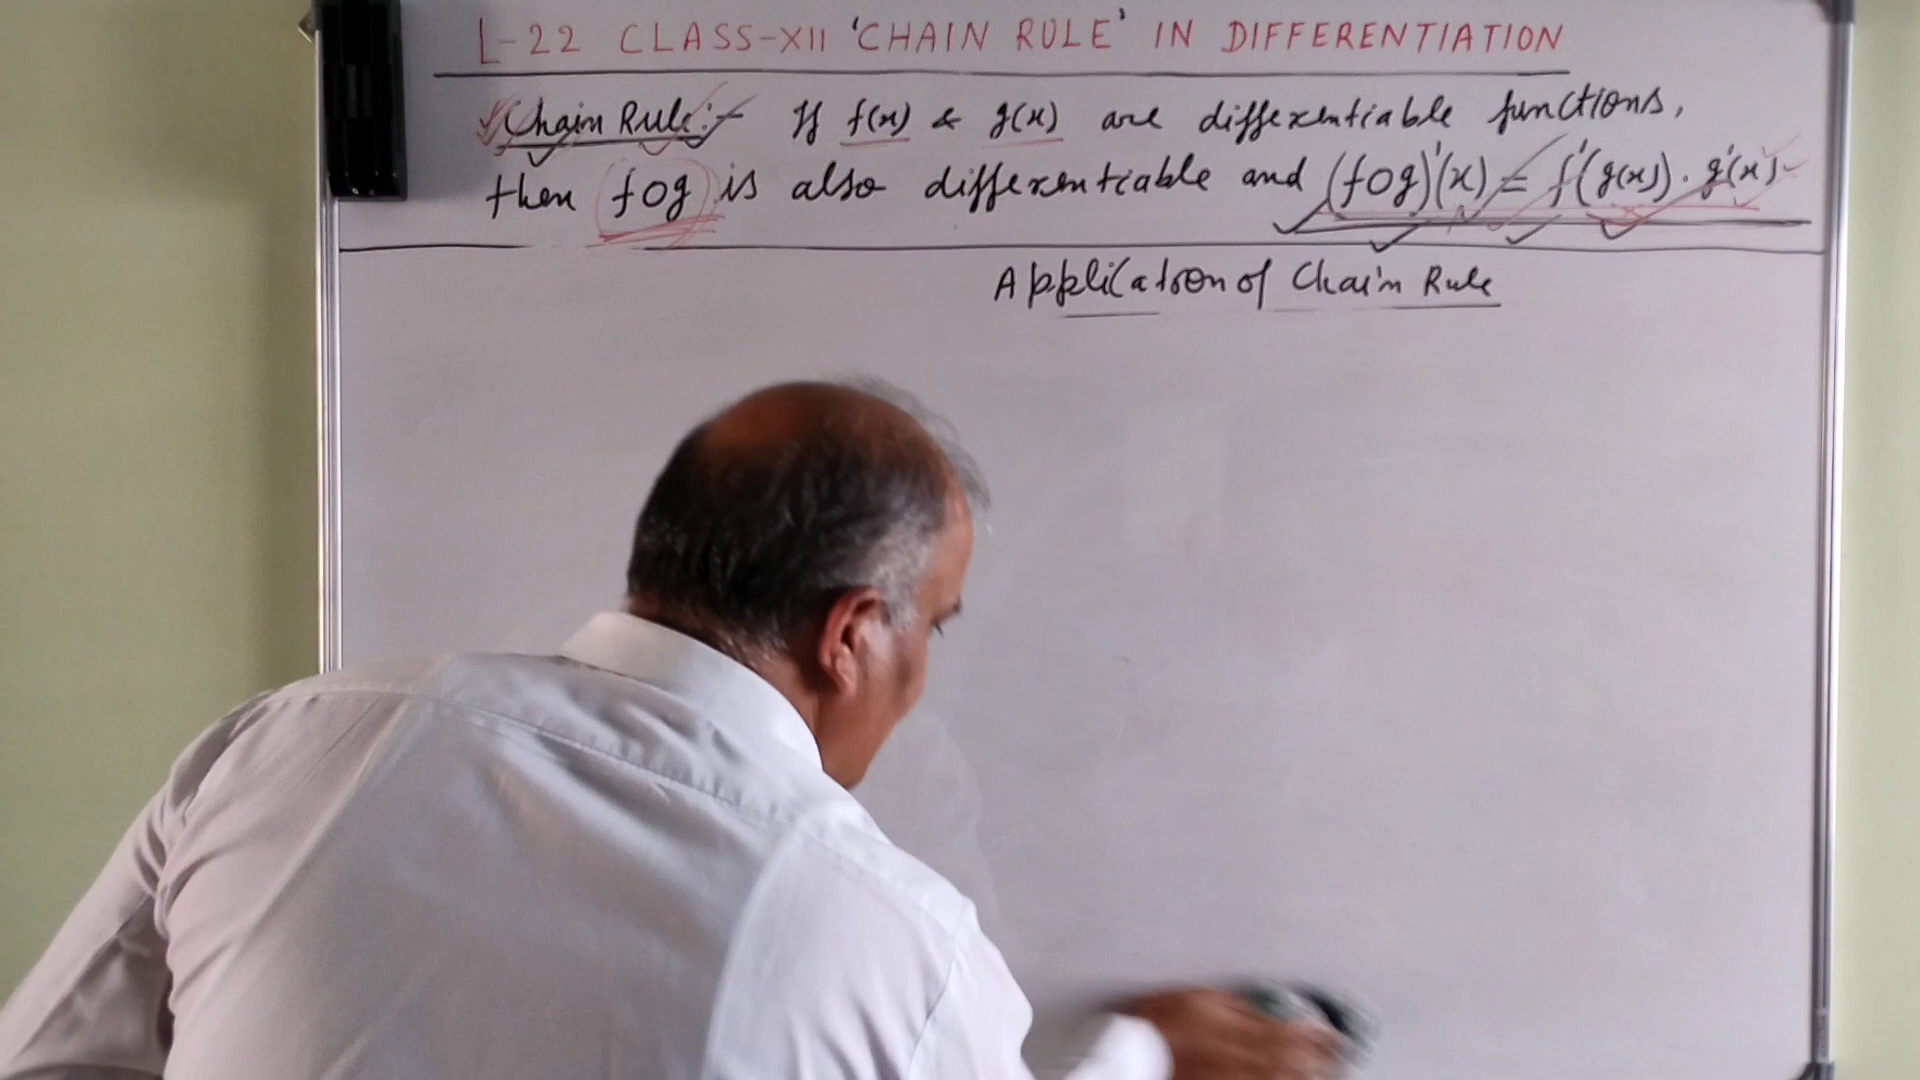 L-22 CLASS-XII 'CHAIN RULE' IN DIFFERENTIATION
Chain Rule:- If f(x) & g(x) are differentiable functions,
then fog is also differentiable and (fog)'(x) = f'(g(x)). g'(x).
Application of Chain Rule